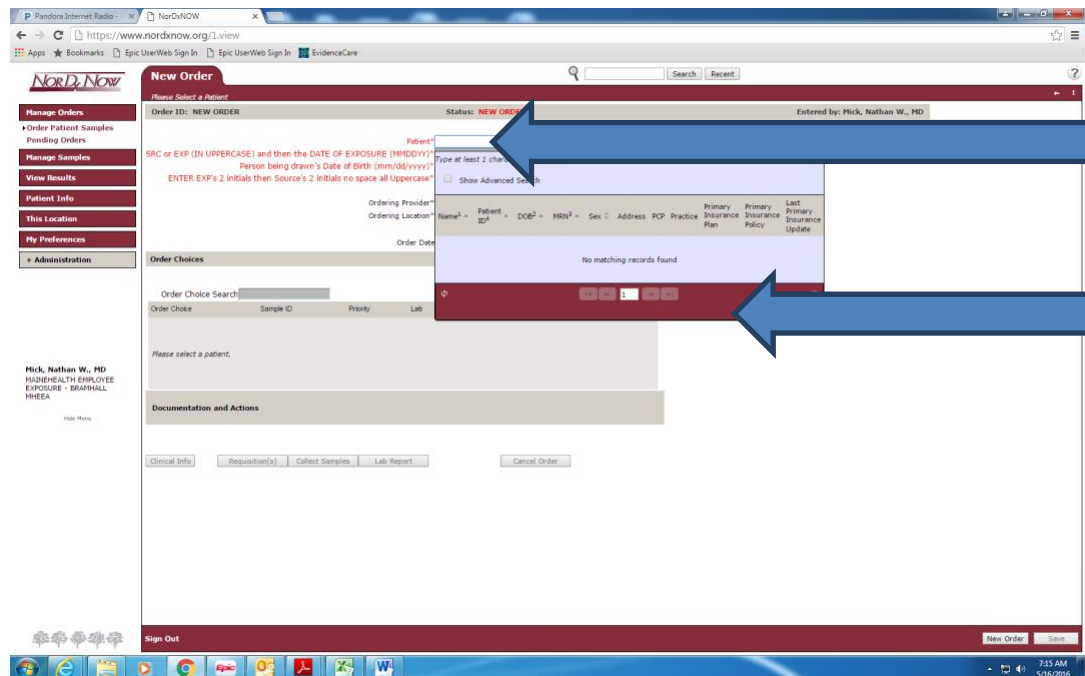 Pandora Internet Radio - NorDxNOW
https://www.nordxnow.org/1.view
Apps Bookmarks Epic UserWeb Sign In Epic UserWeb Sign In EvidenceCare
NORDx NOW
New Order
Search Recent ?
Please Select a Patient
Manage Orders
Order Patient Samples
Pending Orders
Manage Samples
View Results
Patient Info
This Location
My Preferences
+ Administration
Mick, Nathan W., MD
MAINEHEALTH EMPLOYEE
EXPOSURE - BRAMHALL
MHEEA
Hide Menu
Order ID: NEW ORDER Status: NEW ORDE Entered by: Mick, Nathan W., MD
Patient*
SRC or EXP (IN UPPERCASE) and then the DATE OF EXPOSURE (MMDDYY)*
Person being drawn's Date of Birth (mm/dd/yyyy)*
ENTER EXP's 2 initials then Source's 2 initials no space all Uppercase*
Ordering Provider*
Ordering Location*
Order Date
Type at least 1 char
Show Advanced Search
Name1 Patient ID4 DOB2 MRN3 Sex Address PCP Practice Primary Insurance Plan Primary Insurance Policy Last Primary Insurance Update
No matching records found
1
Order Choices
Order Choice Search
Order Choice Sample ID Priority Lab
Please select a patient.
Documentation and Actions
Clinical Info Requisition(s) Collect Samples Lab Report Cancel Order
Sign Out New Order Save
Epic
7:15 AM
5/16/2016